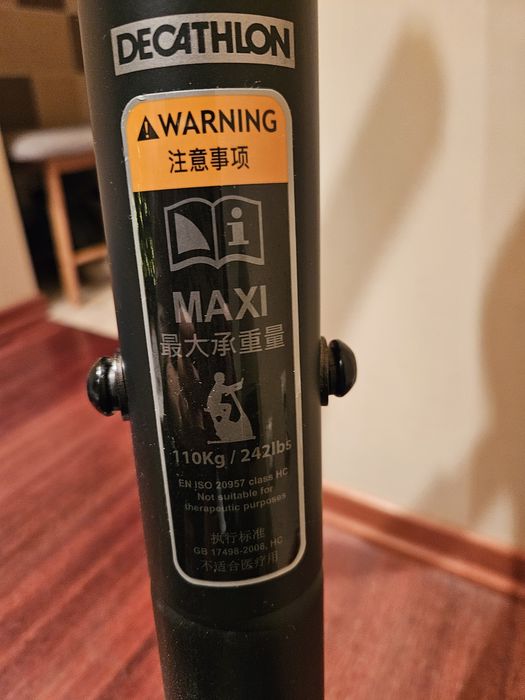 DECATHLON
WARNING
注意事项
MAXI
最大承重量
110Kg / 242lbs
EN ISO 20957 class HC
Not suitable for
therapeutic purposes
执行标准
GB 17498-2008, HC
不适合医疗用